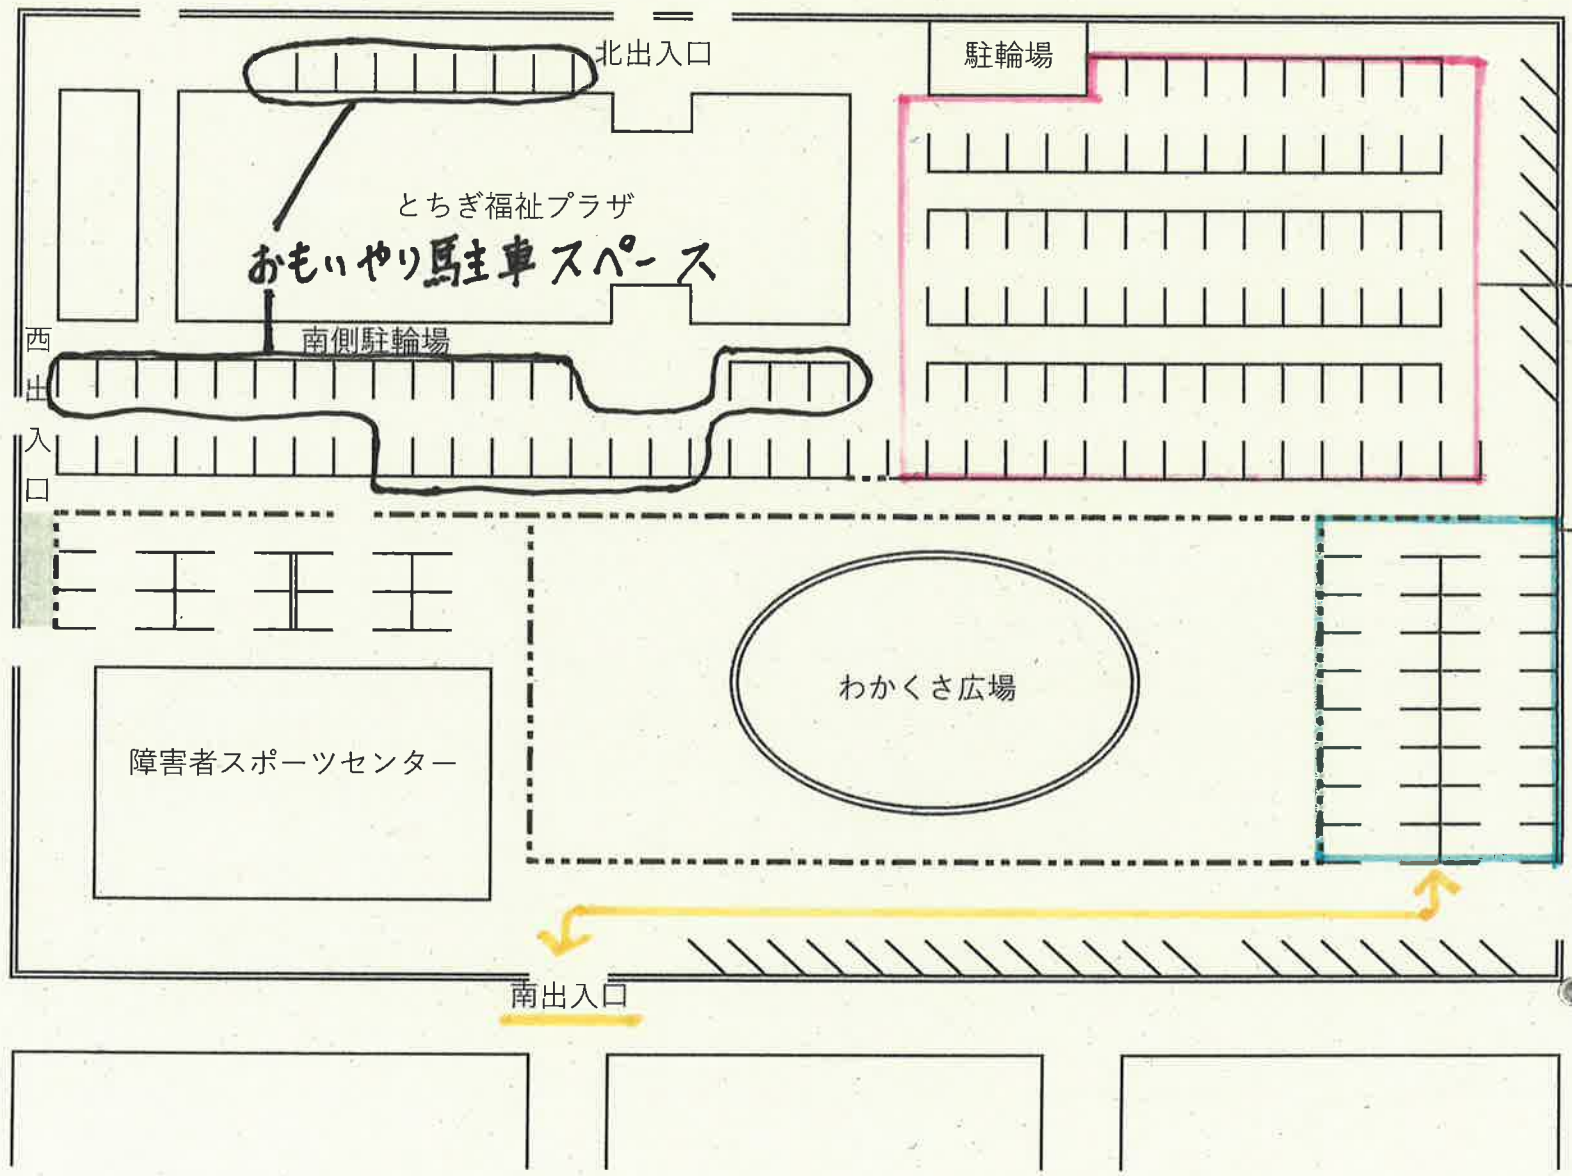 北出入口
駐輪場
とちぎ福祉プラザ
おもいやり駐車スペース
南側駐輪場
西出入口
わかくさ広場
障害者スポーツセンター
南出入口